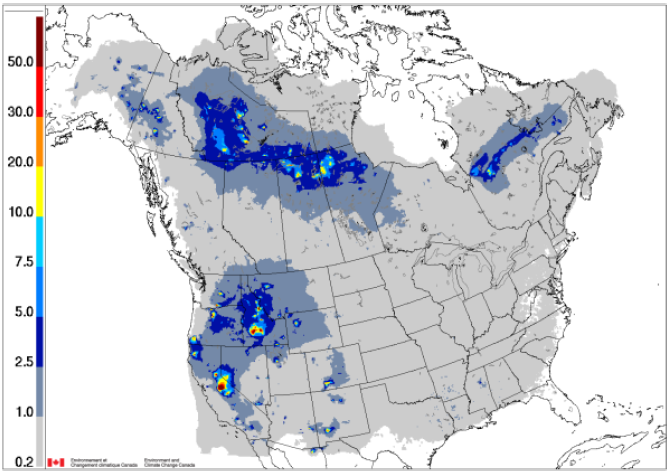 50.0
30.0
20.0
10.0
7.5
5.0
2.5
1.0
0.2
Environnement et
Changement climatique Canada
Environment and
Climate Change Canada